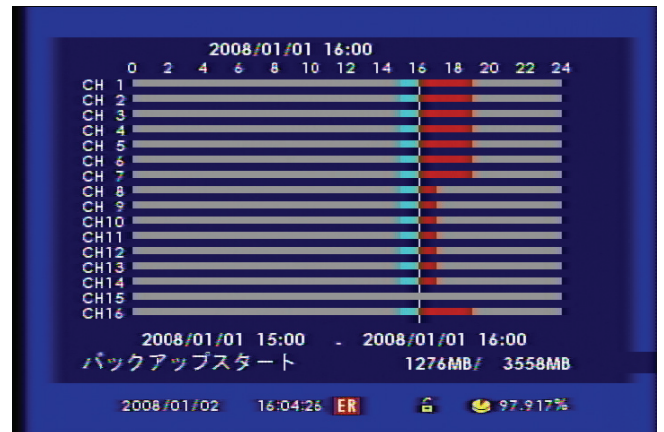 2008/01/01 16:00
0 2 4 6 8 10 12 14 16 18 20 22 24
CH 1
CH 2
CH 3
CH 4
CH 5
CH 6
CH 7
CH 8
CH 9
CH10
CH11
CH12
CH13
CH14
CH15
CH16
2008/01/01 15:00 - 2008/01/01 16:00
バックアップスタート 1276MB/ 3558MB
2008/01/02 16:04:26 ER 97.917%